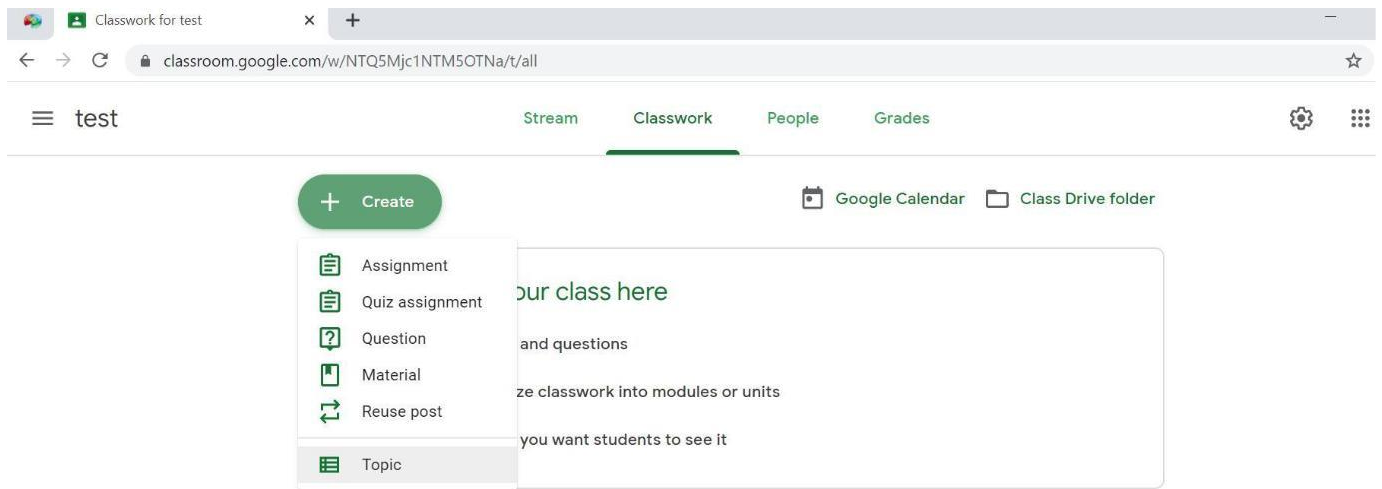 Classwork for test
classroom.google.com/w/NTQ5Mjc1NTM5OTNa/t/all
test
Stream Classwork People Grades
Create
Google Calendar Class Drive folder
Assignment
our class here
Quiz assignment
Question
and questions
Material
ze classwork into modules or units
Reuse post
you want students to see it
Topic